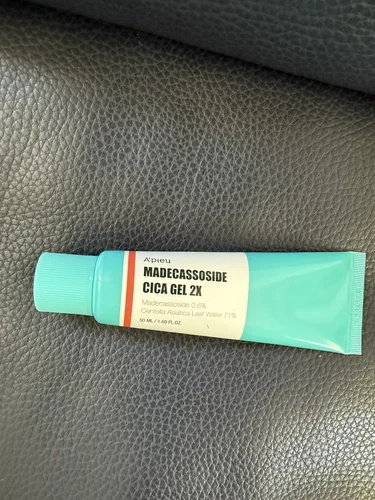 A'pieu
MADECASSOSIDE
CICA GEL 2X
Madecassoside 0.6%
Centella Asiatica Leaf Water 71%
50 ML / 1.69 FL.OZ.